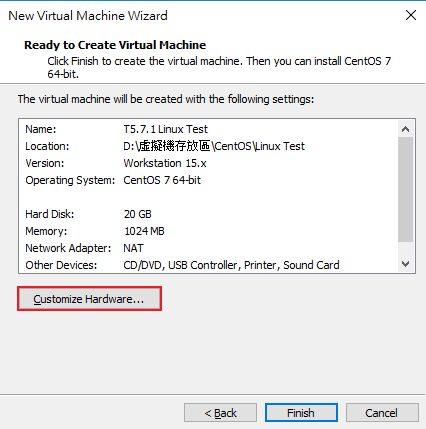 New Virtual Machine Wizard
Ready to Create Virtual Machine
Click Finish to create the virtual machine. Then you can install CentOS 7
64-bit.
The virtual machine will be created with the following settings:
Name: T5.7.1 Linux Test
Location: D:\虛擬機存放區\CentOS\Linux Test
Version: Workstation 15.x
Operating System: CentOS 7 64-bit
Hard Disk: 20 GB
Memory: 1024 MB
Network Adapter: NAT
Other Devices: CD/DVD, USB Controller, Printer, Sound Card
Customize Hardware...
< Back Finish Cancel